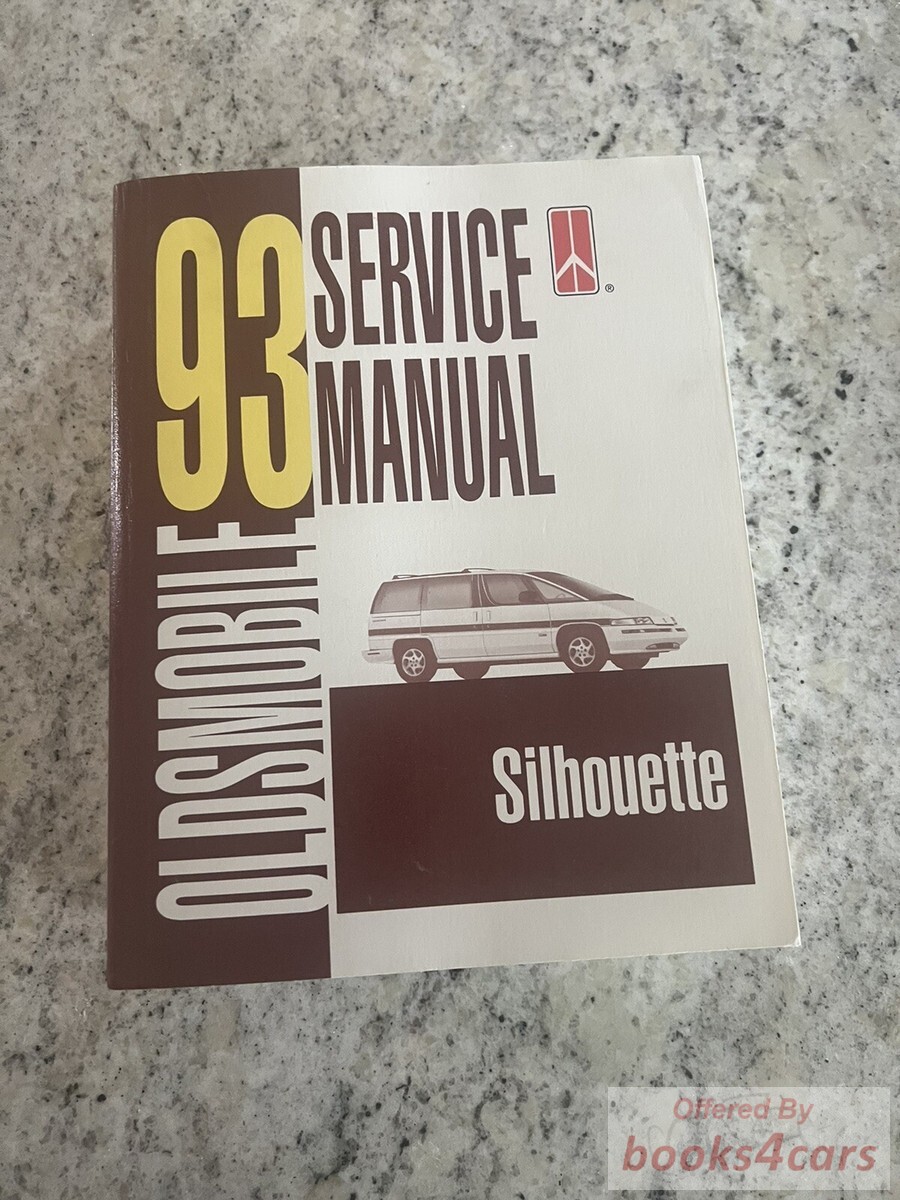 93
SERVICE
MANUAL
®
OLDSMOBILE
Silhouette
Offered By
books4cars